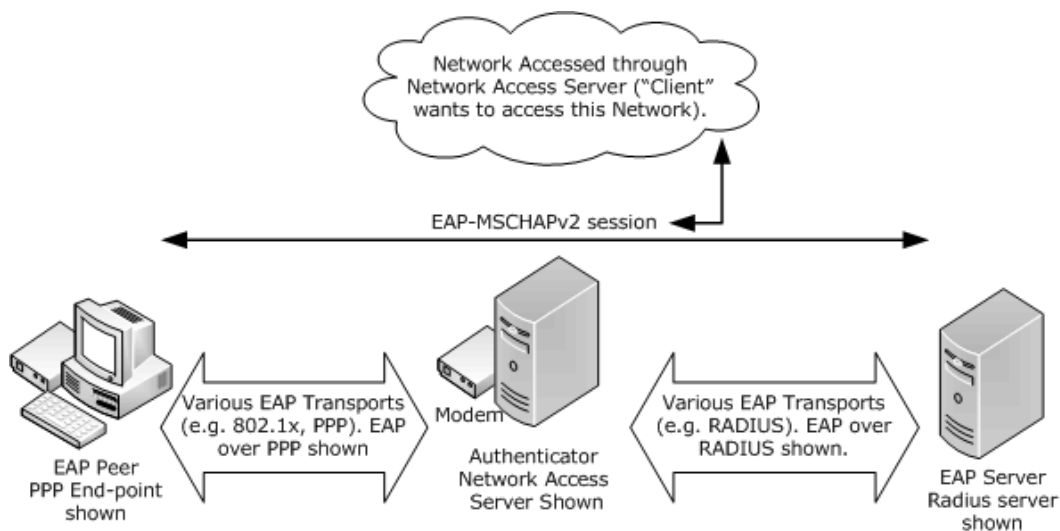 Network Accessed through
Network Access Server (“Client”
wants to access this Network).
EAP-MSCHAPv2 session
Various EAP Transports
(e.g. 802.1x, PPP). EAP
over PPP shown
Modem
Various EAP Transports
(e.g. RADIUS). EAP over
RADIUS shown.
EAP Peer
PPP End-point
shown
Authenticator
Network Access
Server Shown
EAP Server
Radius server
shown